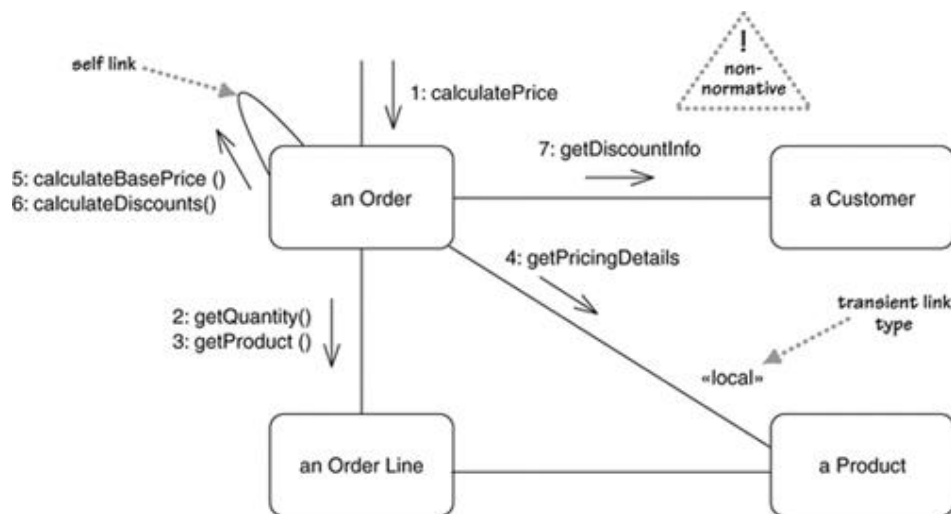 !
non-
normative
self link
1: calculatePrice
7: getDiscountInfo
5: calculateBasePrice ()
6: calculateDiscounts()
an Order
a Customer
4: getPricingDetails
2: getQuantity()
3: getProduct ()
transient link
type
«local»
an Order Line
a Product